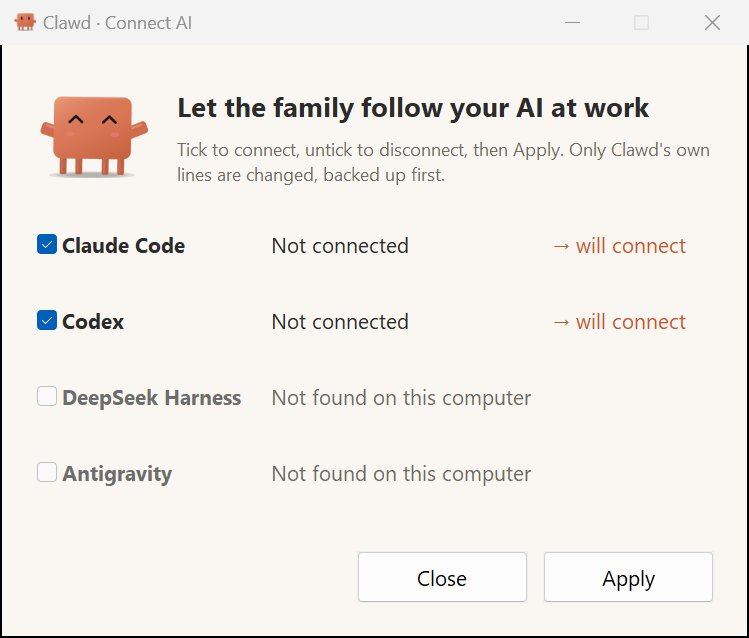 Clawd · Connect AI
Let the family follow your AI at work
Tick to connect, untick to disconnect, then Apply. Only Clawd's own
lines are changed, backed up first.
Claude Code Not connected → will connect
Codex Not connected → will connect
DeepSeek Harness Not found on this computer
Antigravity Not found on this computer
Close Apply